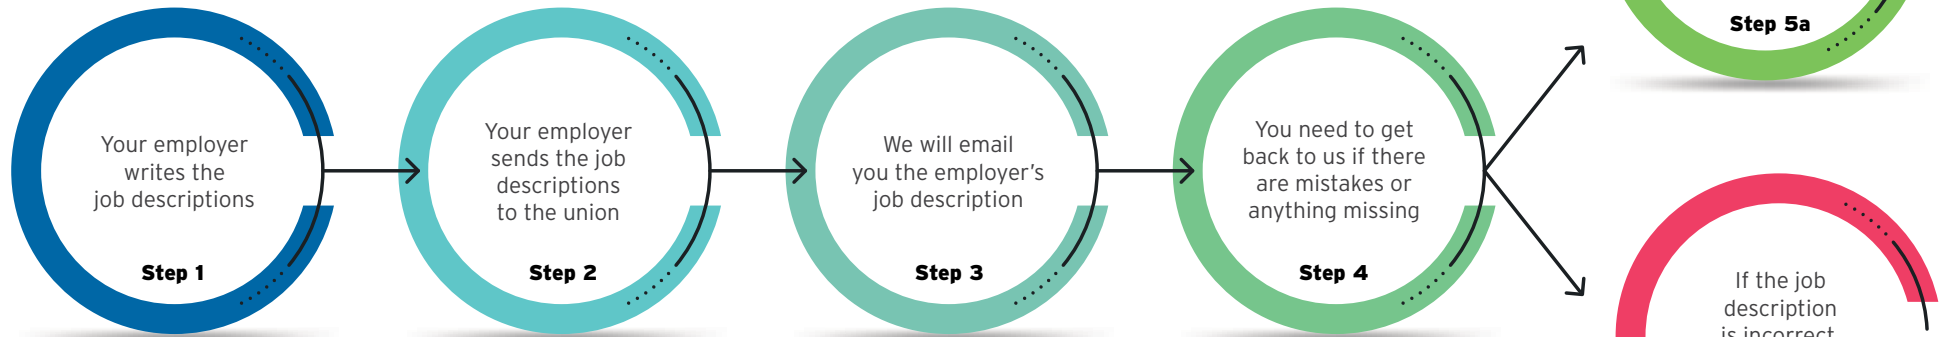 Your employer
writes the
job descriptions
Step 1
Your employer
sends the job
descriptions
to the union
Step 2
We will email
you the employer’s
job description
Step 3
You need to get
back to us if there
are mistakes or
anything missing
Step 4
Step 5a
If the job
description
is incorrect